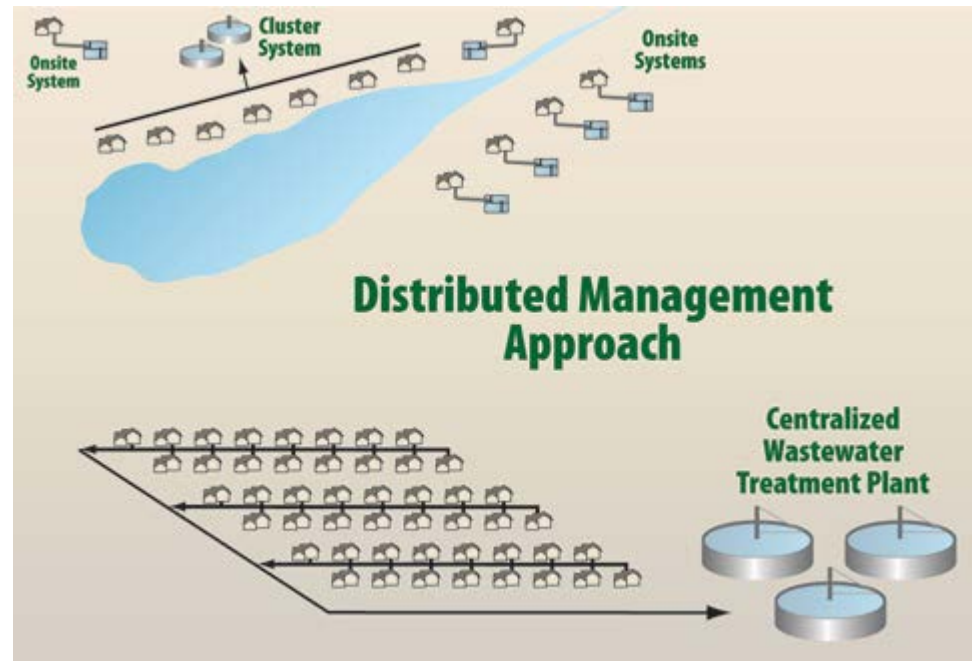 Onsite
System
Cluster
System
Onsite
Systems
Distributed Management
Approach
Centralized
Wastewater
Treatment Plant